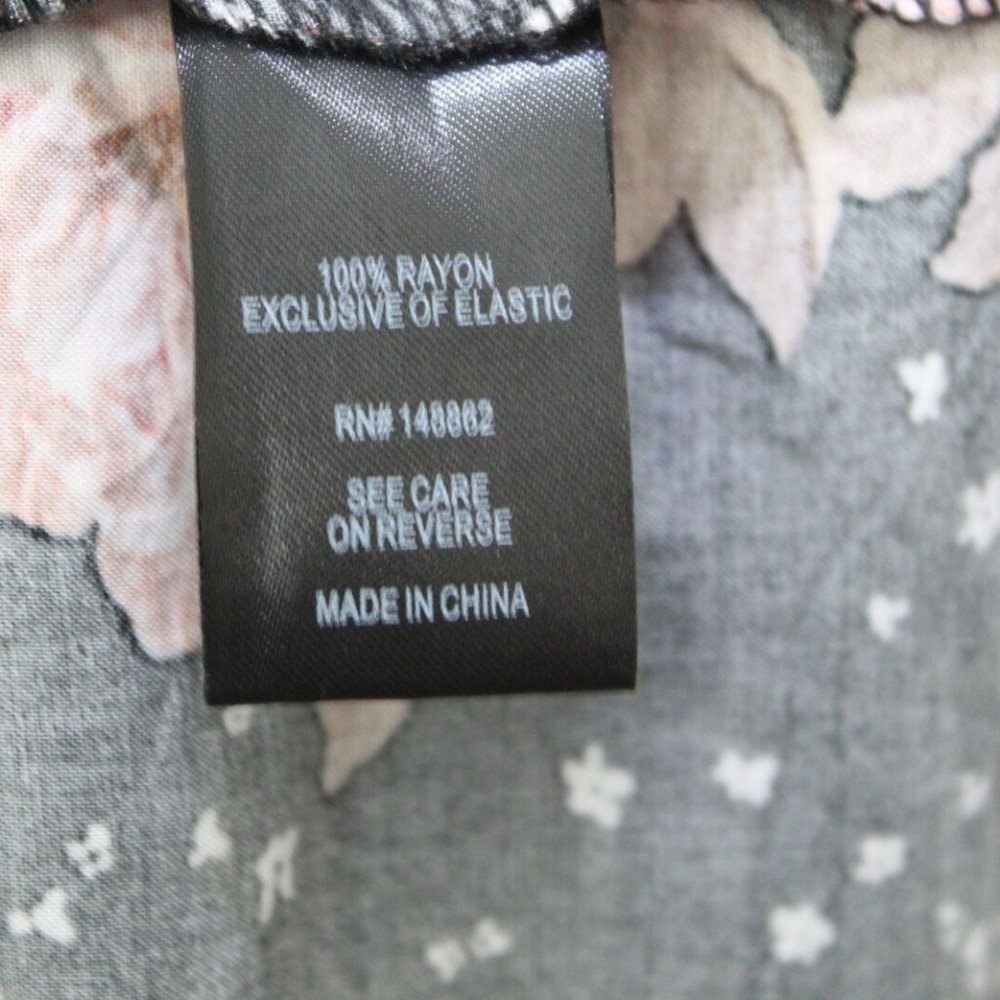 100% RAYON
EXCLUSIVE OF ELASTIC
RN# 148862
SEE CARE
ON REVERSE
MADE IN CHINA